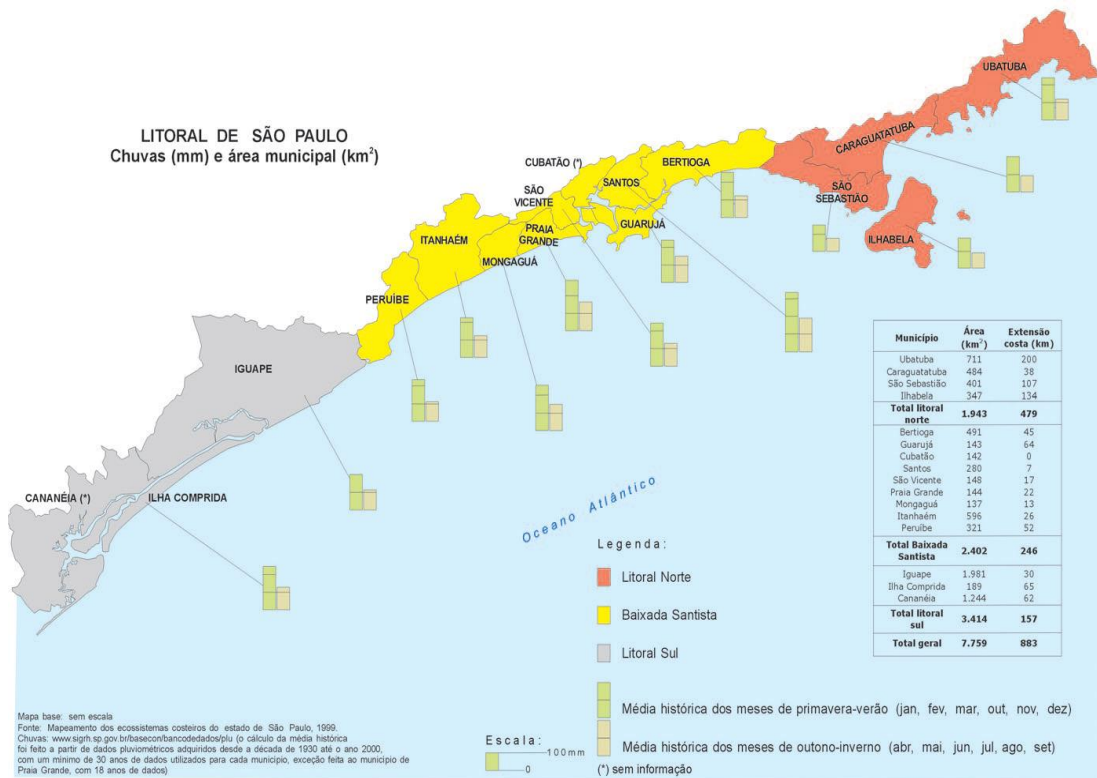 LITORAL DE SÃO PAULO
Chuvas (mm) e área municipal (km²)
UBATUBA
CARAGUATATUBA
CUBATÃO (*)
BERTIOGA
SANTOS
SÃO
VICENTE
SÃO
SEBASTIÃO
PRAIA
GRANDE
GUARUJÁ
ILHABELA
ITANHAÉM
MONGAGUÁ
PERUÍBE
IGUAPE
CANANÉIA (*)
ILHA COMPRIDA
Oceano Atlântico
Município Área (km²) Extensão costa (km)
Ubatuba 711 200
Caraguatatuba 484 38
São Sebastião 401 107
Ilhabela 347 134
Total litoral norte 1.943 479
Bertioga 491 45
Guarujá 143 64
Cubatão 142 0
Santos 280 7
São Vicente 148 17
Praia Grande 144 22
Mongaguá 137 13
Itanhaém 596 26
Peruíbe 321 52
Total Baixada Santista 2.402 246
Iguape 1.981 30
Ilha Comprida 189 65
Cananéia 1.244 62
Total litoral sul 3.414 157
Total geral 7.759 883
Legenda:
Litoral Norte
Baixada Santista
Litoral Sul
Média histórica dos meses de primavera-verão (jan, fev, mar, out, nov, dez)
Média histórica dos meses de outono-inverno (abr, mai, jun, jul, ago, set)
(*) sem informação
Escala:
100mm
0
Mapa base: sem escala
Fonte: Mapeamento dos ecossistemas costeiros do estado de São Paulo, 1999.
Chuvas: www.sigrh.sp.gov.br/basecon/bancodedados/plu (o cálculo da média histórica
foi feito a partir de dados pluviométricos adquiridos desde a década de 1930 até o ano 2000,
com um mínimo de 30 anos de dados utilizados para cada município, exceção feita ao município de
Praia Grande, com 18 anos de dados)